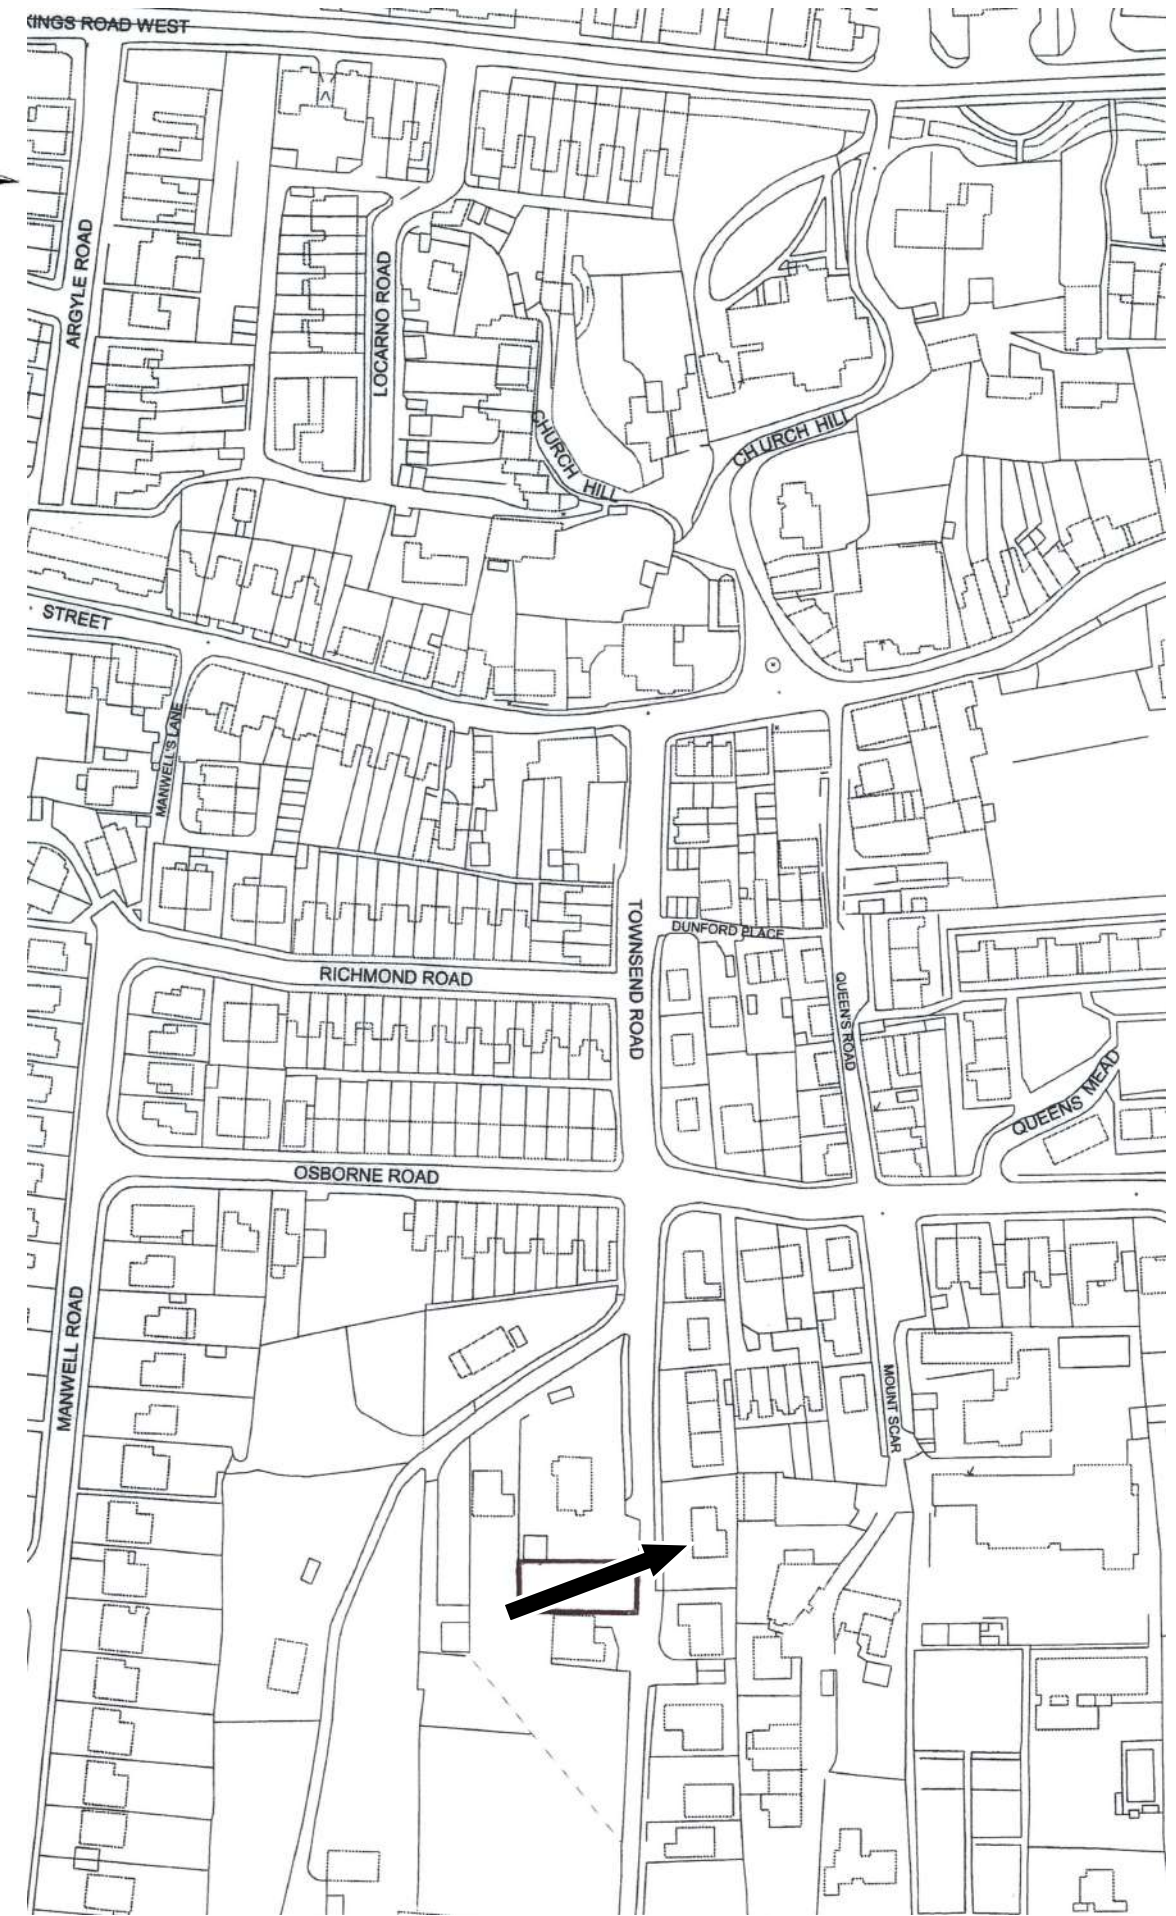 KINGS ROAD WEST
ARGYLE ROAD
LOCARNO ROAD
CHURCH HILL
CHURCH HILL
STREET
MANWELL'S LANE
TOWNSEND ROAD
DUNFORD PLACE
RICHMOND ROAD
QUEEN'S ROAD
QUEENS MEAD
OSBORNE ROAD
MANWELL ROAD
MOUNT SCAR